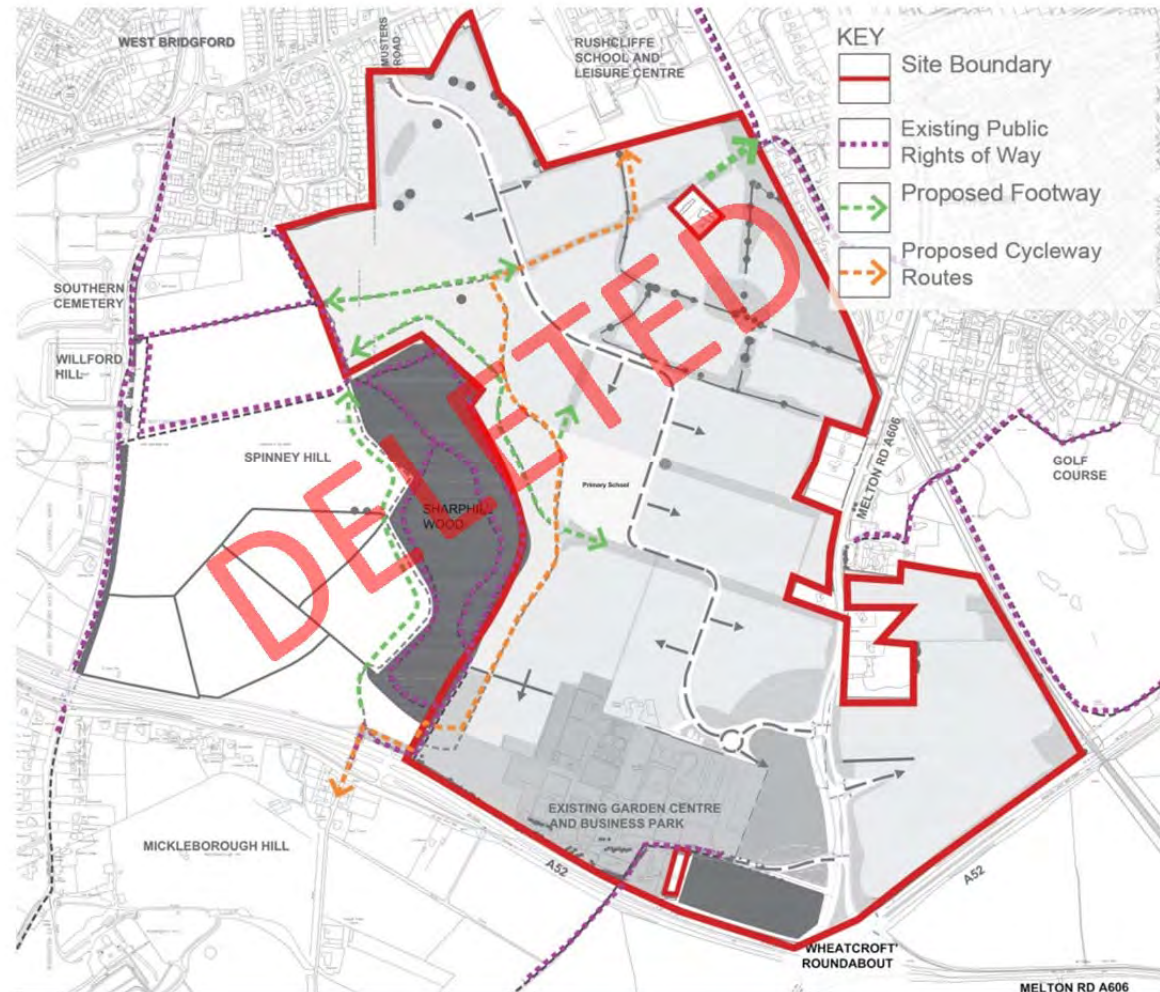 WEST BRIDGFORD
MUSTERS
ROAD
RUSHCLIFFE
SCHOOL AND
LEISURE CENTRE
KEY
Site Boundary
Existing Public
Rights of Way
Proposed Footway
Proposed Cycleway
Routes
SOUTHERN
CEMETERY
WILLFORD
HILL
SPINNEY HILL
SHARPHILL
WOOD
Primary School
MELTON RD A606
GOLF
COURSE
DELETED
EXISTING GARDEN CENTRE
AND BUSINESS PARK
MICKLEBOROUGH HILL
A52
A52
'WHEATCROFT'
ROUNDABOUT
MELTON RD A606